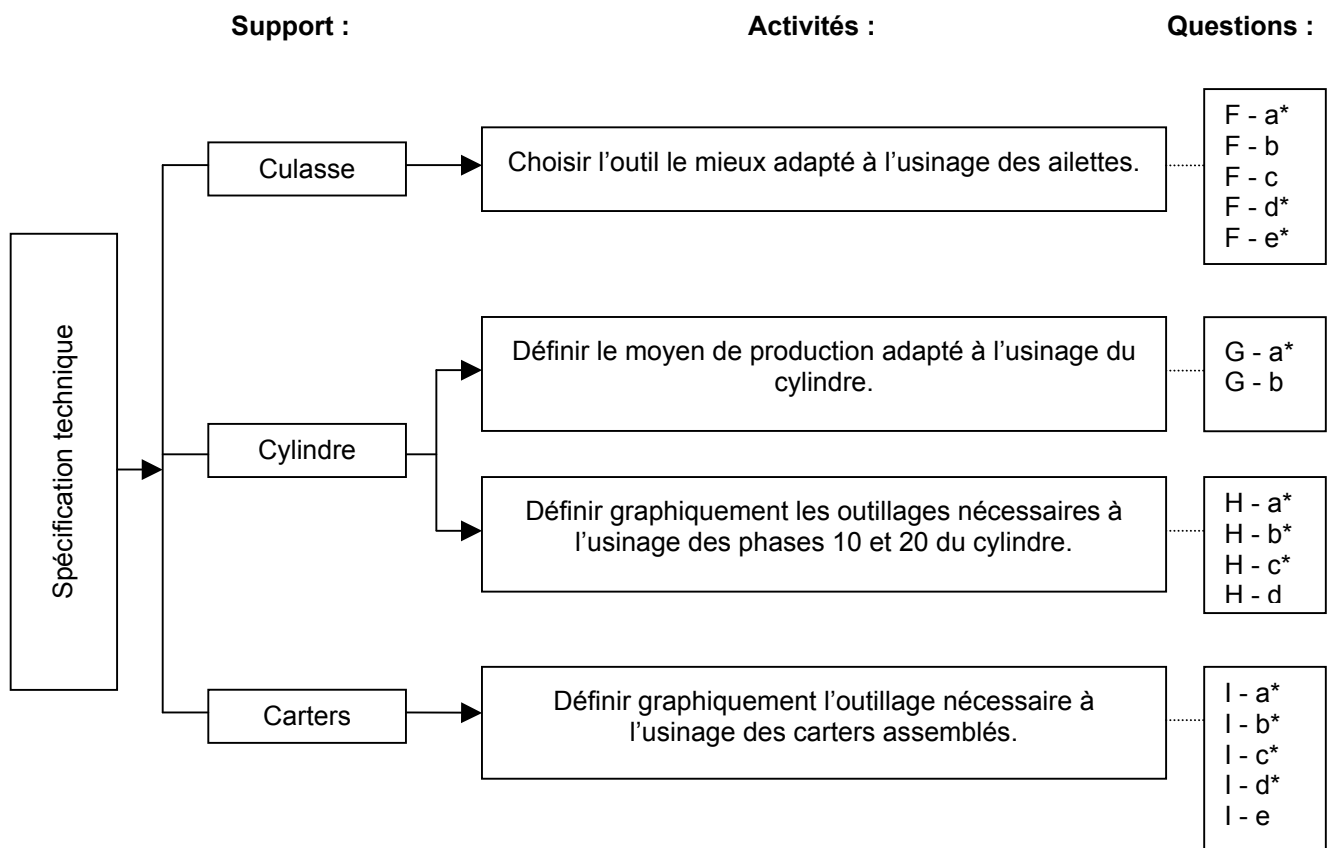 Support :
Activités :
Questions :
Spécification technique
Culasse
Choisir l’outil le mieux adapté à l’usinage des ailettes.
F - a*
F - b
F - c
F - d*
F - e*
Cylindre
Définir le moyen de production adapté à l’usinage du
cylindre.
G - a*
G - b
Définir graphiquement les outillages nécessaires à
l’usinage des phases 10 et 20 du cylindre.
H - a*
H - b*
H - c*
H - d
Carters
Définir graphiquement l’outillage nécessaire à
l’usinage des carters assemblés.
I - a*
I - b*
I - c*
I - d*
I - e